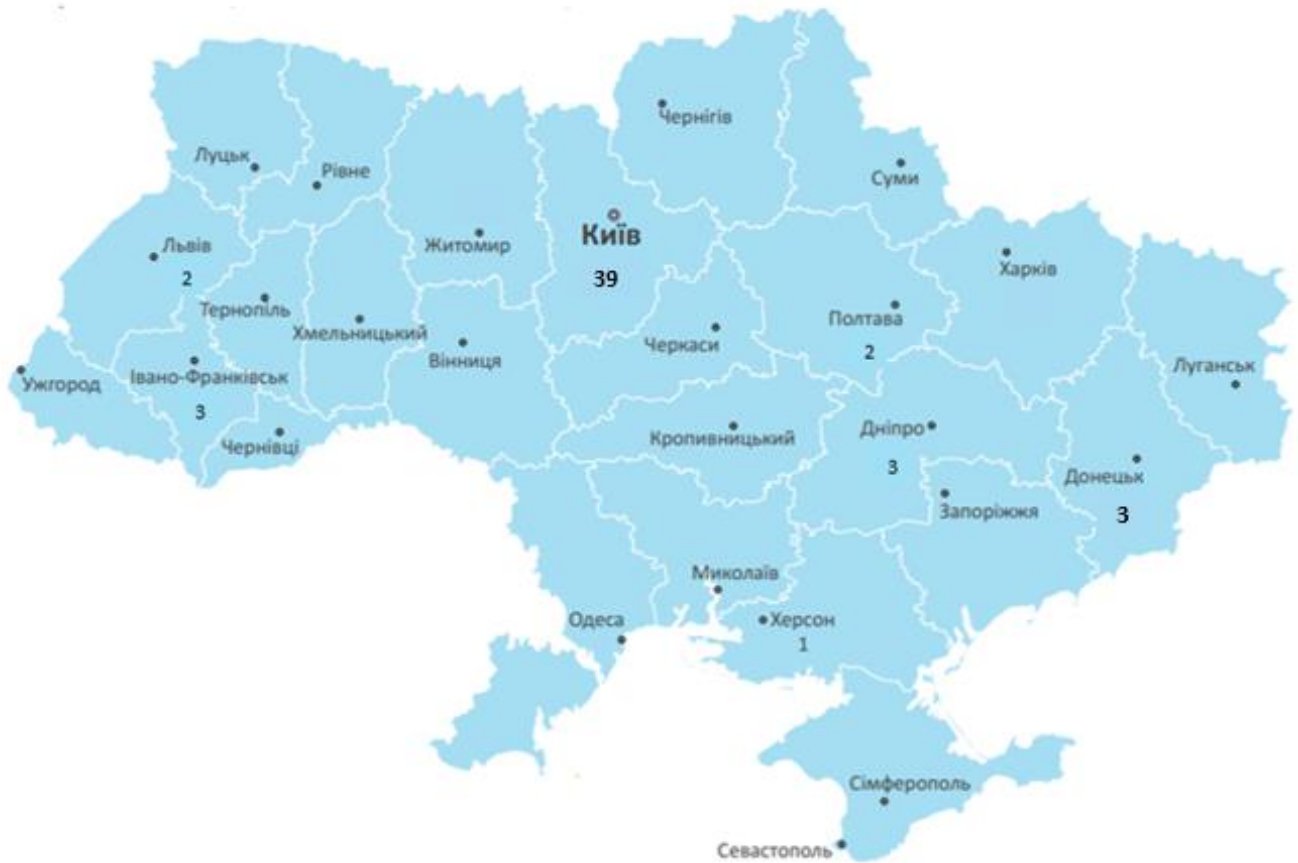 Чернігів
Луцьк
Рівне
Суми
Київ
Львів
Житомир
Харків
2
39
Тернопіль
Полтава
Хмельницький
Черкаси
2
Вінниця
Луганськ
Ужгород
Івано-Франківськ
3
Дніпро
Кропивницький
Чернівці
3
Донецьк
Запоріжжя
3
Миколаїв
Одеса
Херсон
1
Сімферополь
Севастополь